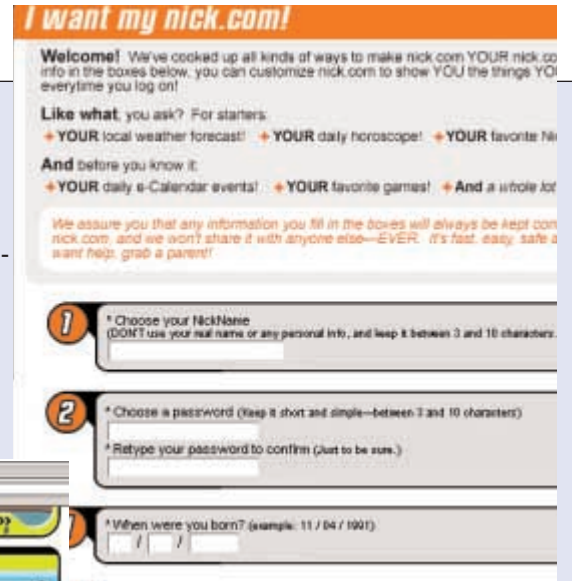 I want my nick.com!
Welcome! We've cooked up all kinds of ways to make nick.com YOUR nick.co
info in the boxes below, you can customize nick.com to show YOU the things YO
everytime you log on!
Like what, you ask? For starters:
+ YOUR local weather forecast! + YOUR daily horoscope! + YOUR favorite Ni
And before you know it:
+ YOUR daily e-Calendar events! + YOUR favorite games! + And a whole lot
We assure you that any information you fill in the boxes will always be kept con
nick.com, and we won't share it with anyone else—EVER. It's fast, easy, safe a
want help, grab a parent!
1
* Choose your NickName
(DON'T use your real name or any personal info, and keep it between 3 and 10 characters.
2
* Choose a password (Keep it short and simple—between 3 and 10 characters)
* Retype your password to confirm (Just to be sure.)
* When were you born? (example: 11 / 04 / 1991)
/ /